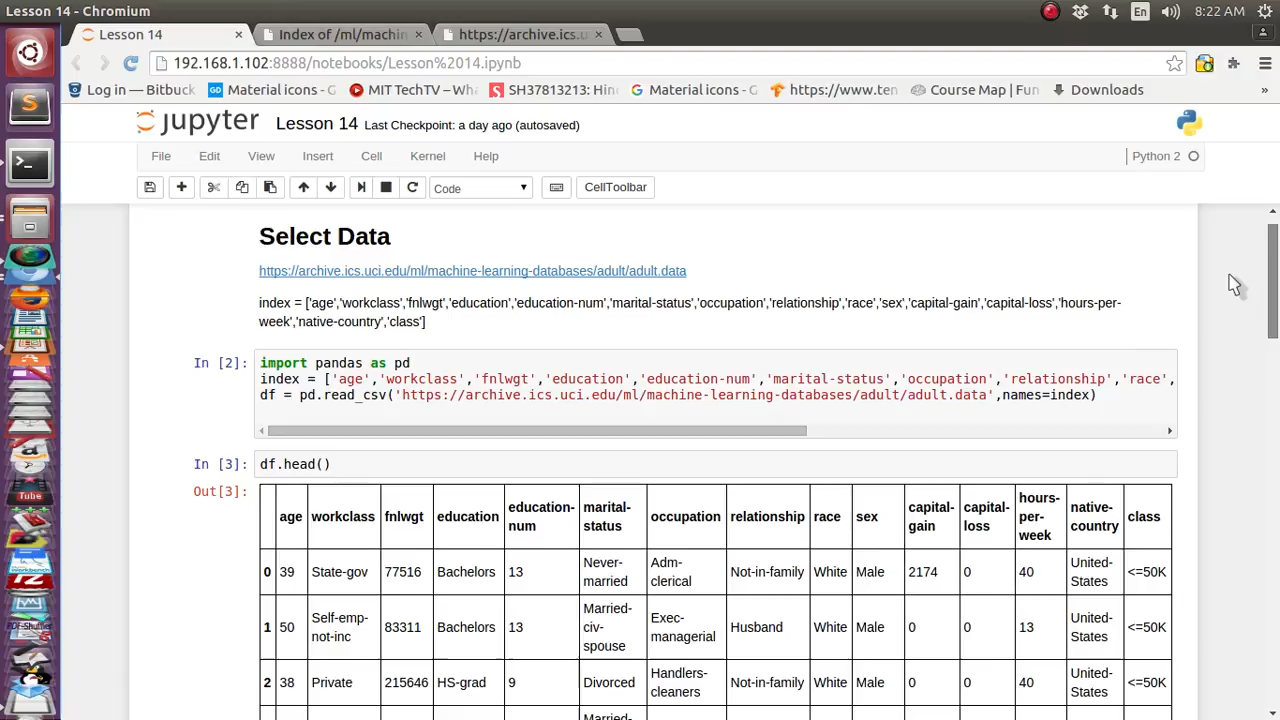 Lesson 14 - Chromium
En
8:22 AM
Lesson 14
Index of /ml/machin
https://archive.ics.u
192.168.1.102:8888/notebooks/Lesson%2014.ipynb
Log in — Bitbuck
Material icons - G
MIT TechTV – Wha
SH37813213: Hin
Material icons - G
https://www.ten
Course Map | Fun
Downloads
»
jupyter
Lesson 14
Last Checkpoint: a day ago (autosaved)
File
Edit
View
Insert
Cell
Kernel
Help
Python 2
Code
CellToolbar
Select Data
https://archive.ics.uci.edu/ml/machine-learning-databases/adult/adult.data
index = ['age','workclass','fnlwgt','education','education-num','marital-status','occupation','relationship','race','sex','capital-gain','capital-loss','hours-per-
week','native-country','class']
In [2]:
import pandas as pd
index = ['age','workclass','fnlwgt','education','education-num','marital-status','occupation','relationship','race',
df = pd.read_csv('https://archive.ics.uci.edu/ml/machine-learning-databases/adult/adult.data',names=index)
In [3]:
df.head()
Out[3]:
age workclass fnlwgt education education-num marital-status occupation relationship race sex capital-gain capital-loss hours-per-week native-country class
0 39 State-gov 77516 Bachelors 13 Never-married Adm-clerical Not-in-family White Male 2174 0 40 United-States <=50K
1 50 Self-emp-not-inc 83311 Bachelors 13 Married-civ-spouse Exec-managerial Husband White Male 0 0 13 United-States <=50K
2 38 Private 215646 HS-grad 9 Divorced Handlers-cleaners Not-in-family White Male 0 0 40 United-States <=50K
Married-
Tube